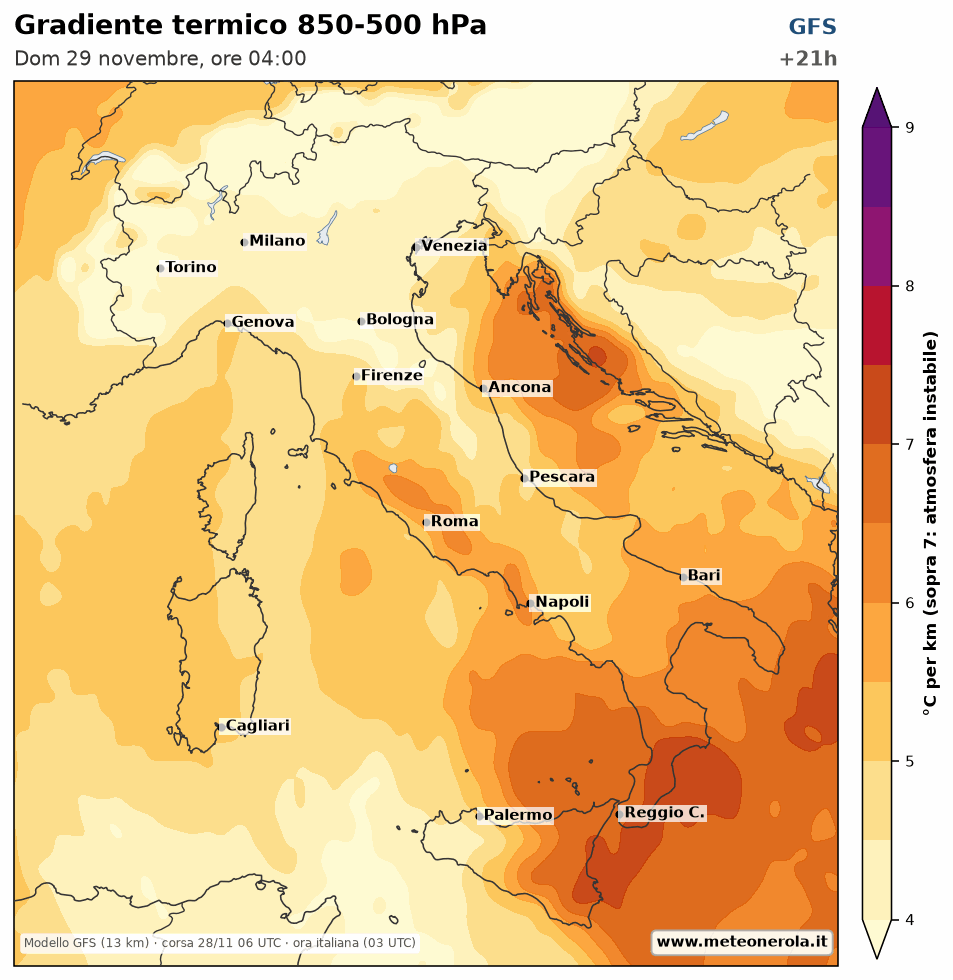 Gradiente termico 850-500 hPa
GFS
Dom 29 novembre, ore 04:00
+21h
Milano
Venezia
Torino
Genova
Bologna
Firenze
Ancona
Pescara
Roma
Bari
Napoli
Cagliari
Palermo
Reggio C.
9
8
7
6
5
4
°C per km (sopra 7: atmosfera instabile)
Modello GFS (13 km) · corsa 28/11 06 UTC · ora italiana (03 UTC)
www.meteonerola.it